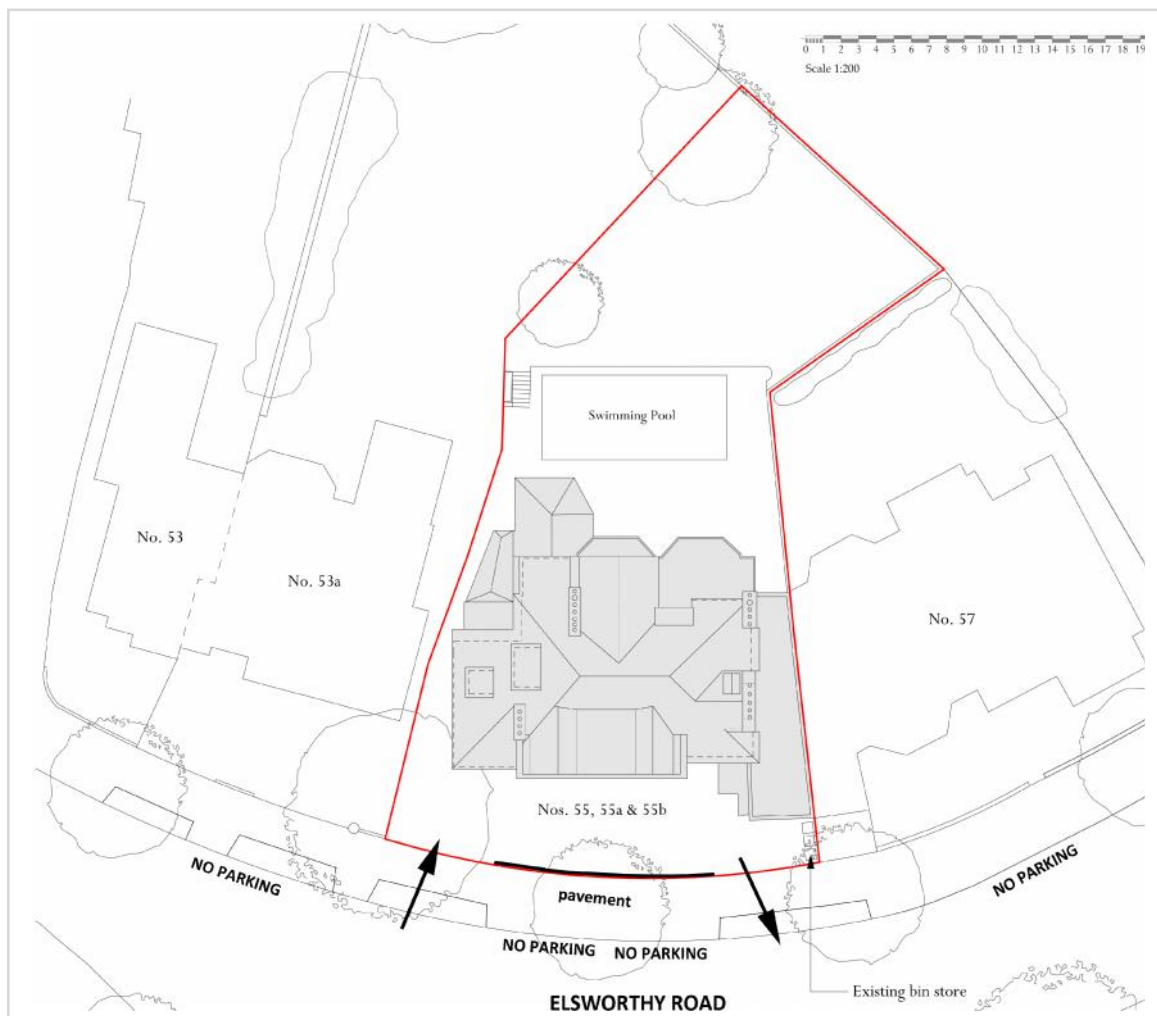 0 1 2 3 4 5 6 7 8 9 10 11 12 13 14 15 16 17 18 19
Scale 1:200
Swimming Pool
No. 53
No. 53a
No. 57
Nos. 55, 55a & 55b
NO PARKING
pavement
NO PARKING
NO PARKING NO PARKING
Existing bin store
ELSWORTHY ROAD